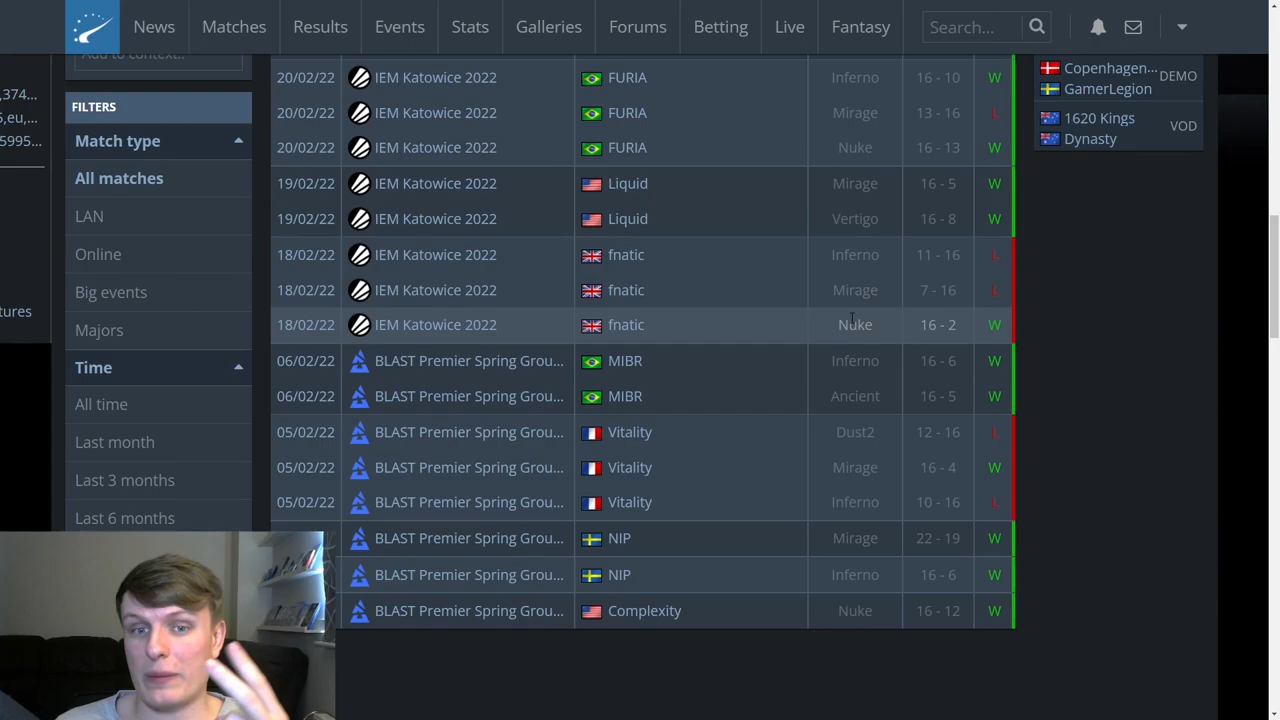 News Matches Results Events Stats Galleries Forums Betting Live Fantasy Search...
Add to context...
,374...
5,eu,...
5995...
tures
FILTERS
Match type
All matches
LAN
Online
Big events
Majors
Time
All time
Last month
Last 3 months
Last 6 months
20/02/22 IEM Katowice 2022 FURIA Inferno 16 - 10 W
20/02/22 IEM Katowice 2022 FURIA Mirage 13 - 16 L
20/02/22 IEM Katowice 2022 FURIA Nuke 16 - 13 W
19/02/22 IEM Katowice 2022 Liquid Mirage 16 - 5 W
19/02/22 IEM Katowice 2022 Liquid Vertigo 16 - 8 W
18/02/22 IEM Katowice 2022 fnatic Inferno 11 - 16 L
18/02/22 IEM Katowice 2022 fnatic Mirage 7 - 16 L
18/02/22 IEM Katowice 2022 fnatic Nuke 16 - 2 W
06/02/22 BLAST Premier Spring Grou... MIBR Inferno 16 - 6 W
06/02/22 BLAST Premier Spring Grou... MIBR Ancient 16 - 5 W
05/02/22 BLAST Premier Spring Grou... Vitality Dust2 12 - 16 L
05/02/22 BLAST Premier Spring Grou... Vitality Mirage 16 - 4 W
05/02/22 BLAST Premier Spring Grou... Vitality Inferno 10 - 16 L
BLAST Premier Spring Grou... NIP Mirage 22 - 19 W
BLAST Premier Spring Grou... NIP Inferno 16 - 6 W
BLAST Premier Spring Grou... Complexity Nuke 16 - 12 W
Copenhagen...
DEMO
GamerLegion
1620 Kings
VOD
Dynasty